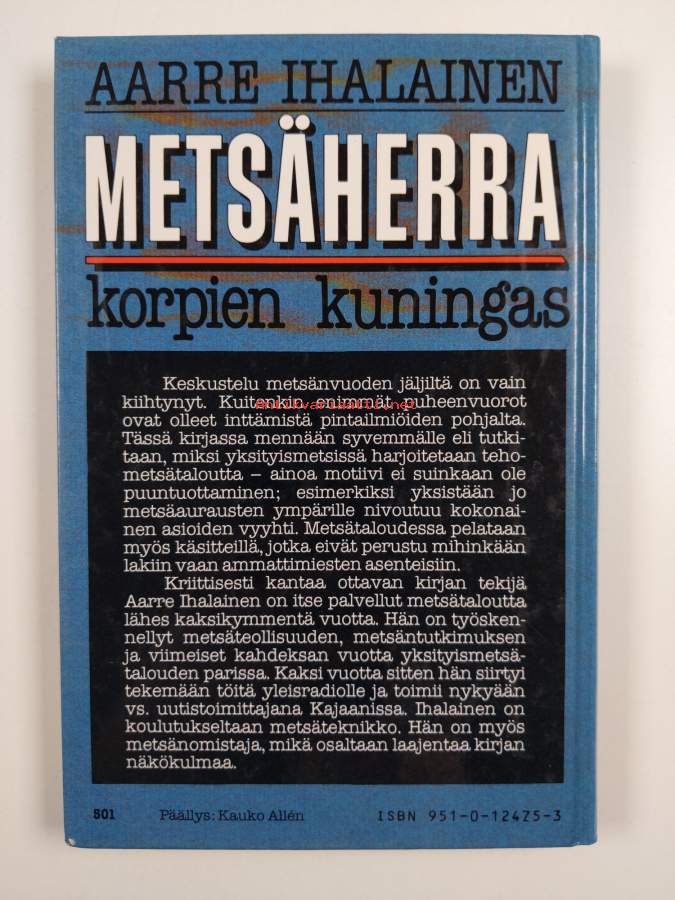 AARRE IHALAINEN
METSÄHERRA
korpien kuningas
Keskustelu metsänvuoden jäljiltä on vain
kiihtynyt. Kuitenkin enimmät puheenvuorot
antikvariaatti.net
ovat olleet inttämistä pintailmiöiden pohjalta.
Tässä kirjassa mennään syvemmälle eli tutki-
taan, miksi yksityismetsissä harjoitetaan teho-
metsätaloutta – ainoa motiivi ei suinkaan ole
puuntuottaminen; esimerkiksi yksistään jo
metsäaurausten ympärille nivoutuu kokonai-
nen asioiden vyyhti. Metsätaloudessa pelataan
myös käsitteillä, jotka eivät perustu mihinkään
lakiin vaan ammattimiesten asenteisiin.
Kriittisesti kantaa ottavan kirjan tekijä
Aarre Ihalainen on itse palvellut metsätaloutta
lähes kaksikymmentä vuotta. Hän on työsken-
nellyt metsäteollisuuden, metsäntutkimuksen
ja viimeiset kahdeksan vuotta yksityismetsä-
talouden parissa. Kaksi vuotta sitten hän siirtyi
tekemään töitä yleisradiolle ja toimii nykyään
vs. uutistoimittajana Kajaanissa. Ihalainen on
koulutukseltaan metsäteknikko. Hän on myös
metsänomistaja, mikä osaltaan laajentaa kirjan
näkökulmaa.
501 Päällys: Kauko Allén ISBN 951-0-12475-3